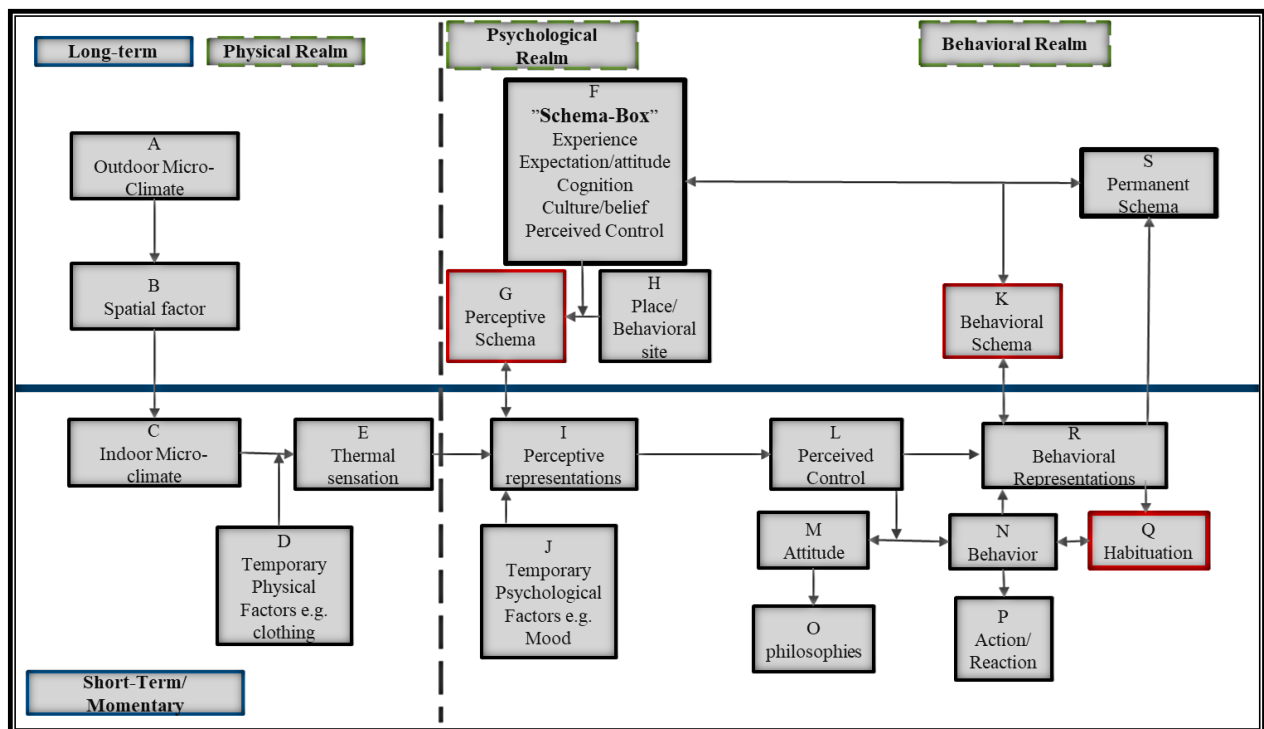 Long-term
Physical Realm
Psychological
Realm
Behavioral Realm
A
Outdoor Micro-
Climate
B
Spatial factor
F
”Schema-Box”
Experience
Expectation/attitude
Cognition
Culture/belief
Perceived Control
S
Permanent
Schema
G
Perceptive
Schema
H
Place/
Behavioral
site
K
Behavioral
Schema
C
Indoor Micro-
climate
E
Thermal
sensation
I
Perceptive
representations
L
Perceived
Control
R
Behavioral
Representations
D
Temporary
Physical
Factors e.g.
clothing
J
Temporary
Psychological
Factors e.g.
Mood
M
Attitude
N
Behavior
Q
Habituation
O
philosophies
P
Action/
Reaction
Short-Term/
Momentary